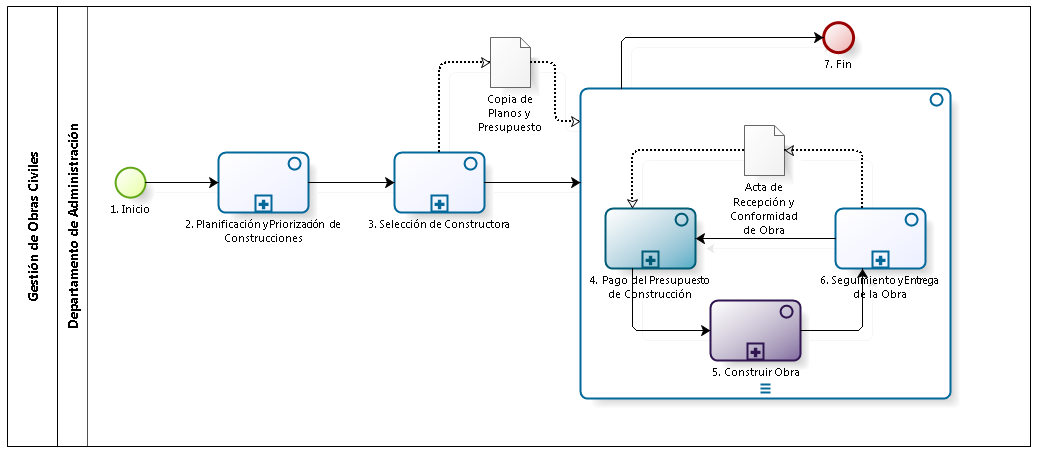 Gestión de Obras Civiles
Departamento de Administración
1. Inicio
2. Planificación y Priorización de
Construcciones
3. Selección de Constructora
Copia de
Planos y
Presupuesto
7. Fin
Acta de
Recepción y
Conformidad
de Obra
4. Pago del Presupuesto
de Construcción
5. Construir Obra
6. Seguimiento y Entrega
de la Obra